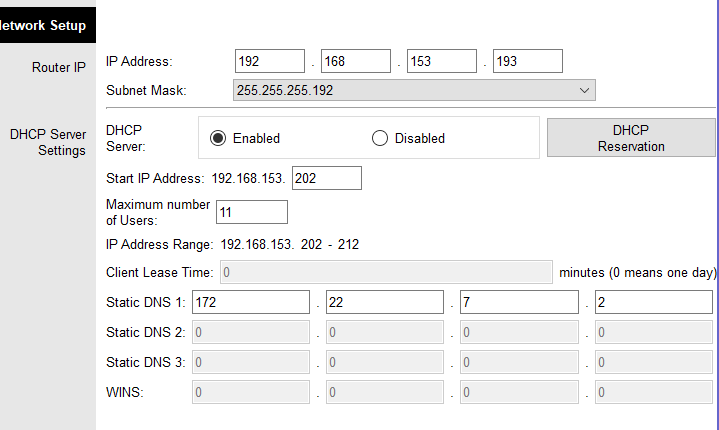 Network Setup
Router IP
IP Address: 192 . 168 . 153 . 193
Subnet Mask: 255.255.255.192
DHCP Server
Settings
DHCP
Server:
Enabled
Disabled
DHCP
Reservation
Start IP Address: 192.168.153. 202
Maximum number
of Users: 11
IP Address Range: 192.168.153. 202 - 212
Client Lease Time: 0 minutes (0 means one day)
Static DNS 1: 172 . 22 . 7 . 2
Static DNS 2: 0 . 0 . 0 . 0
Static DNS 3: 0 . 0 . 0 . 0
WINS: 0 . 0 . 0 . 0